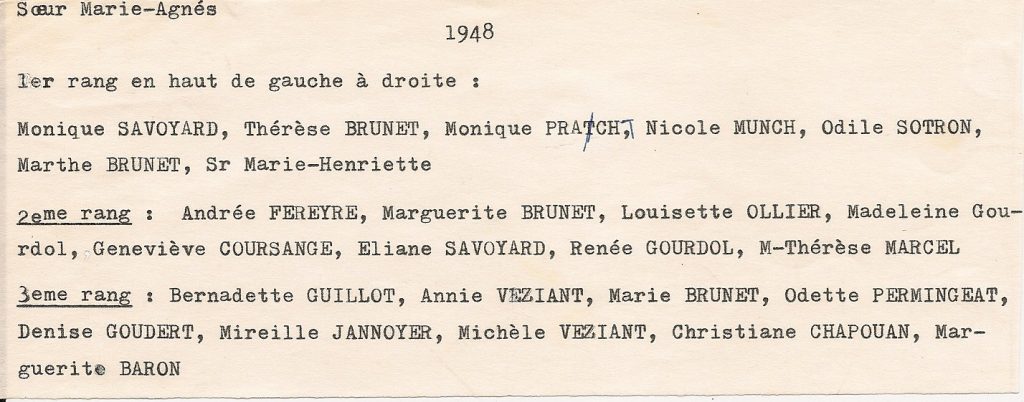 Sœur Marie-Agnés
1948
1er rang en haut de gauche à droite :
Monique SAVOYARD, Thérèse BRUNET, Monique PRATCH,T Nicole MUNCH, Odile SOTRON,
Marthe BRUNET, Sr Marie-Henriette
2eme rang : Andrée FEREYRE, Marguerite BRUNET, Louisette OLLIER, Madeleine Gou-
rdol, Geneviève COURSANGE, Eliane SAVOYARD, Renée GOURDOL, M-Thérèse MARCEL
3eme rang : Bernadette GUILLOT, Annie VEZIANT, Marie BRUNET, Odette PERMINGEAT,
Denise GOUDERT, Mireille JANNOYER, Michèle VEZIANT, Christiane CHAPOUAN, Mar-
guerite BARON